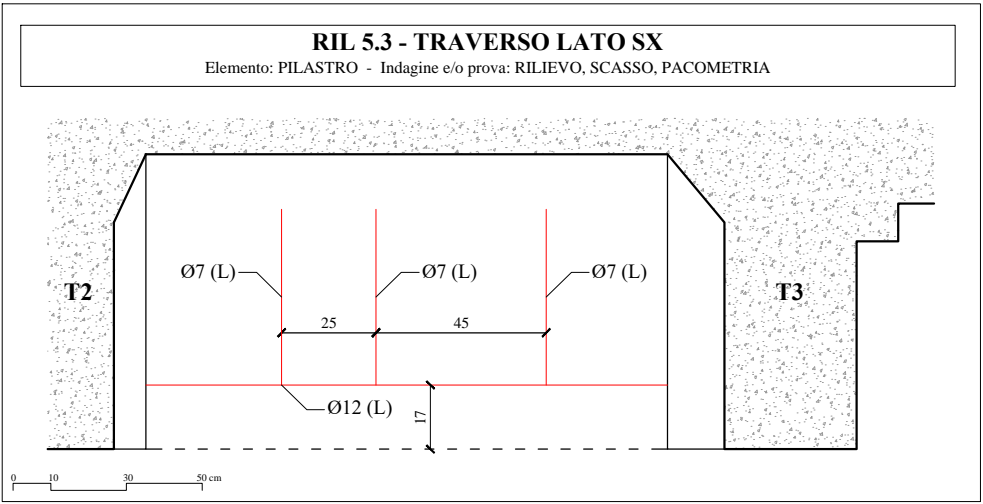 RIL 5.3 - TRAVERSO LATO SX
Elemento: PILASTRO - Indagine e/o prova: RILIEVO, SCASSO, PACOMETRIA
Ø7 (L)
Ø7 (L)
Ø7 (L)
T2
T3
25
45
Ø12 (L)
17
0 10 30 50 cm